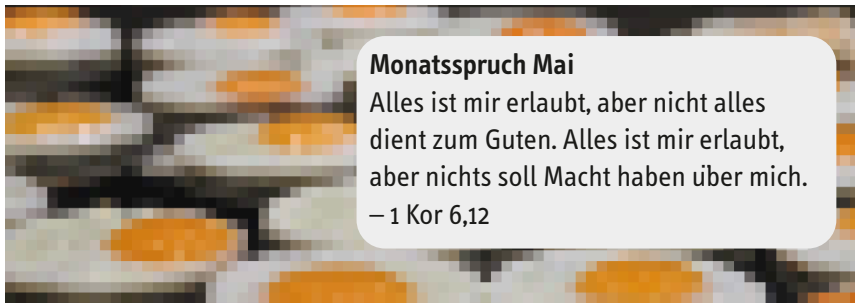 Monatsspruch Mai
Alles ist mir erlaubt, aber nicht alles
dient zum Guten. Alles ist mir erlaubt,
aber nichts soll Macht haben über mich.
– 1 Kor 6,12